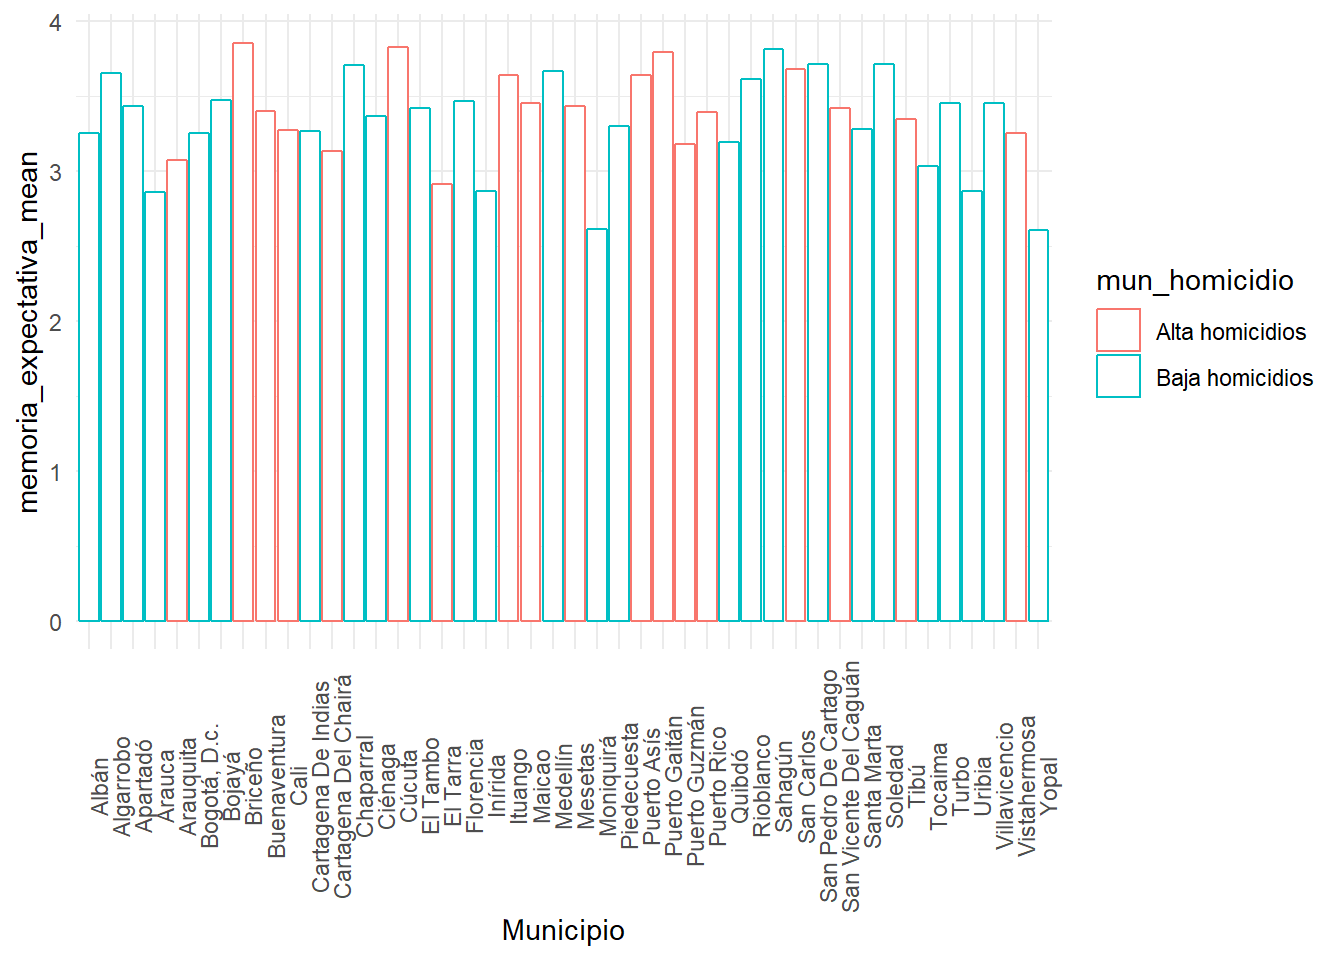 4
3
2
1
0
memoria_expectativa_mean
Albán
Algarrobo
Apartadó
Arauca
Arauquita
Bogotá, D.c.
Bojayá
Briceño
Buenaventura
Cali
Cartagena De Indias
Cartagena Del Chairá
Chaparral
Ciénaga
Cúcuta
El Tambo
El Tarra
Florencia
Inírida
Ituango
Maicao
Medellín
Mesetas
Moniquirá
Piedecuesta
Puerto Asís
Puerto Gaitán
Puerto Guzmán
Puerto Rico
Quibdó
Rioblanco
Sahagún
San Carlos
San Pedro De Cartago
San Vicente Del Caguán
Santa Marta
Soledad
Tibú
Tocaima
Turbo
Uribia
Villavicencio
Vistahermosa
Yopal
Municipio
mun_homicidio
Alta homicidios
Baja homicidios